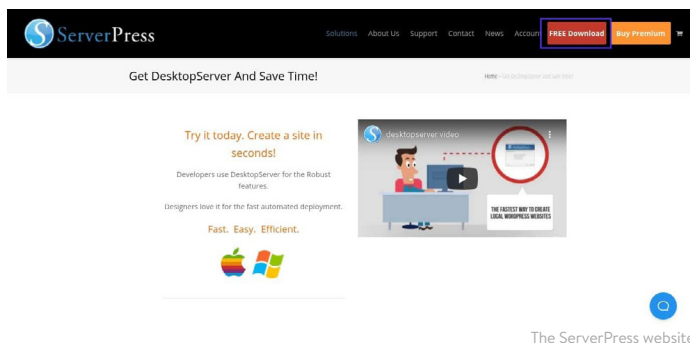 ServerPress
Solutions About Us Support Contact News Account FREE Download Buy Premium
Get DesktopServer And Save Time!
Home
Try it today. Create a site in
seconds!
Developers use DesktopServer for the Robust
features.
Designers love it for the fast automated deployment.
Fast. Easy. Efficient.
desktopserver video
THE FASTEST WAY TO CREATE
LOCAL WORDPRESS WEBSITES
The ServerPress website